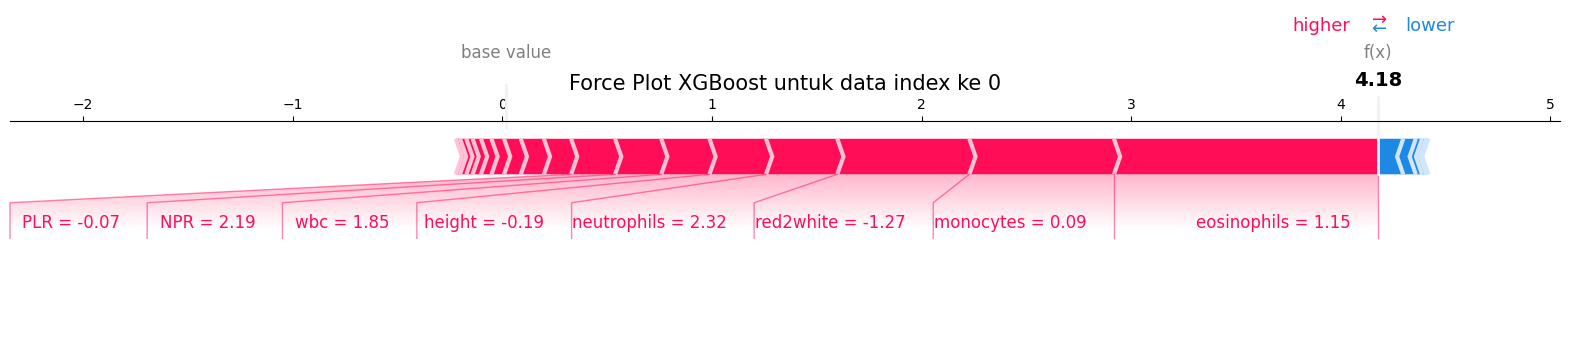 higher → ← lower
base value f(x)
Force Plot XGBoost untuk data index ke 0 4.18
−2 −1 0 1 2 3 4 5
PLR = -0.07 NPR = 2.19 wbc = 1.85 height = -0.19 neutrophils = 2.32 red2white = -1.27 monocytes = 0.09 eosinophils = 1.15